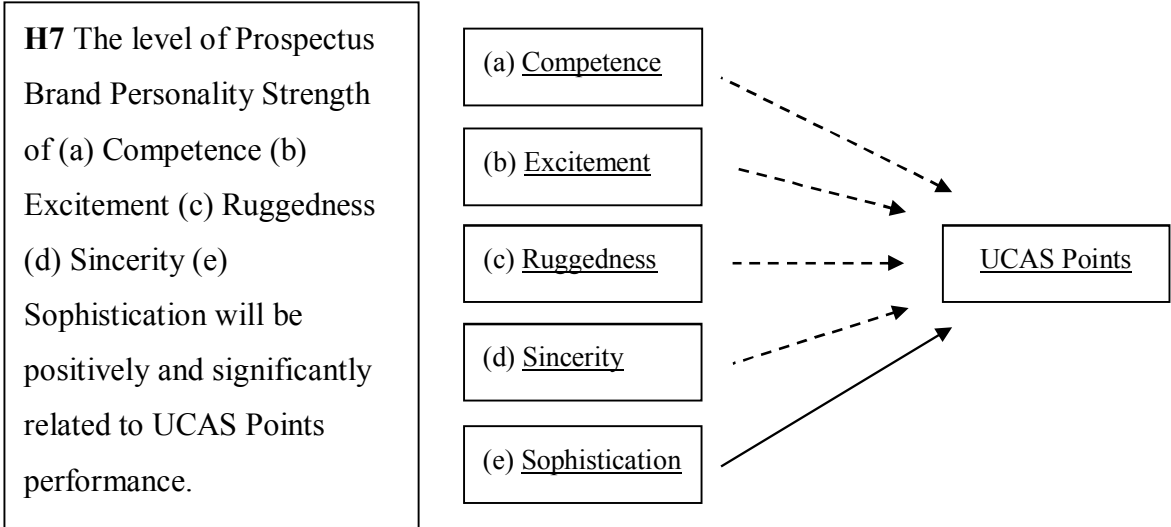 H7 The level of Prospectus
Brand Personality Strength
of (a) Competence (b)
Excitement (c) Ruggedness
(d) Sincerity (e)
Sophistication will be
positively and significantly
related to UCAS Points
performance.
(a) Competence
(b) Excitement
(c) Ruggedness
(d) Sincerity
(e) Sophistication
UCAS Points